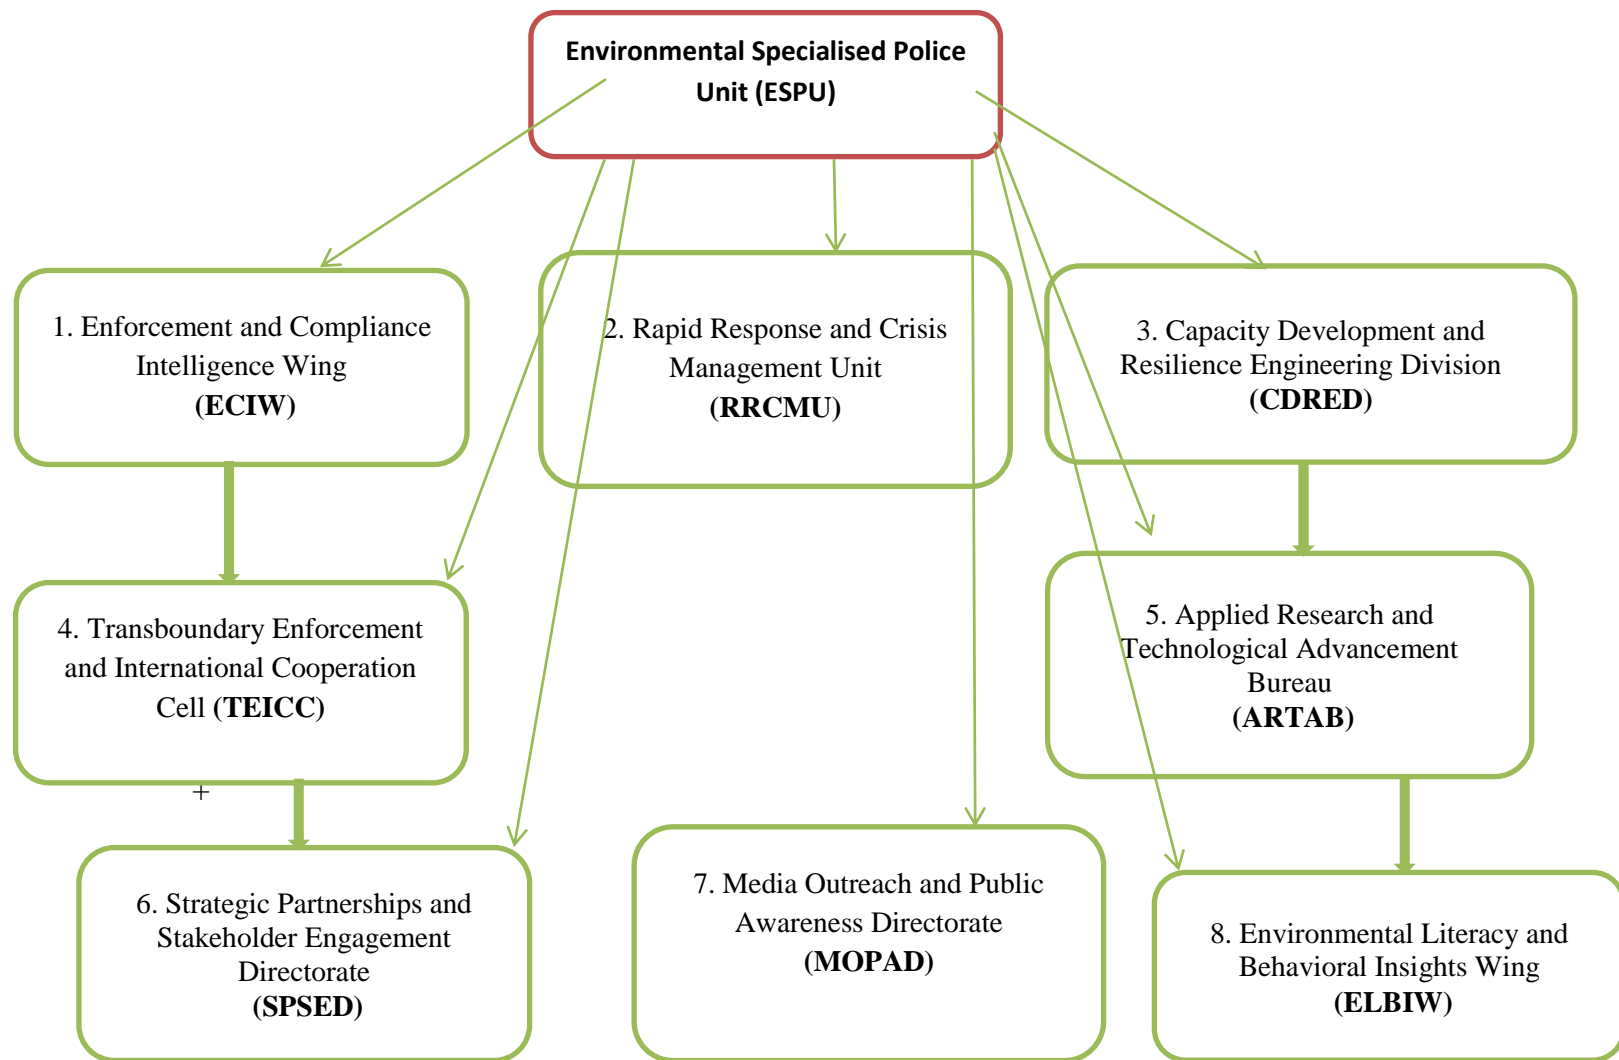 Environmental Specialised Police
Unit (ESPU)
1. Enforcement and Compliance
Intelligence Wing
(ECIW)
2. Rapid Response and Crisis
Management Unit
(RRCMU)
3. Capacity Development and
Resilience Engineering Division
(CDRED)
4. Transboundary Enforcement
and International Cooperation
Cell (TEICC)
5. Applied Research and
Technological Advancement
Bureau
(ARTAB)
+
6. Strategic Partnerships and
Stakeholder Engagement
Directorate
(SPSED)
7. Media Outreach and Public
Awareness Directorate
(MOPAD)
8. Environmental Literacy and
Behavioral Insights Wing
(ELBIW)